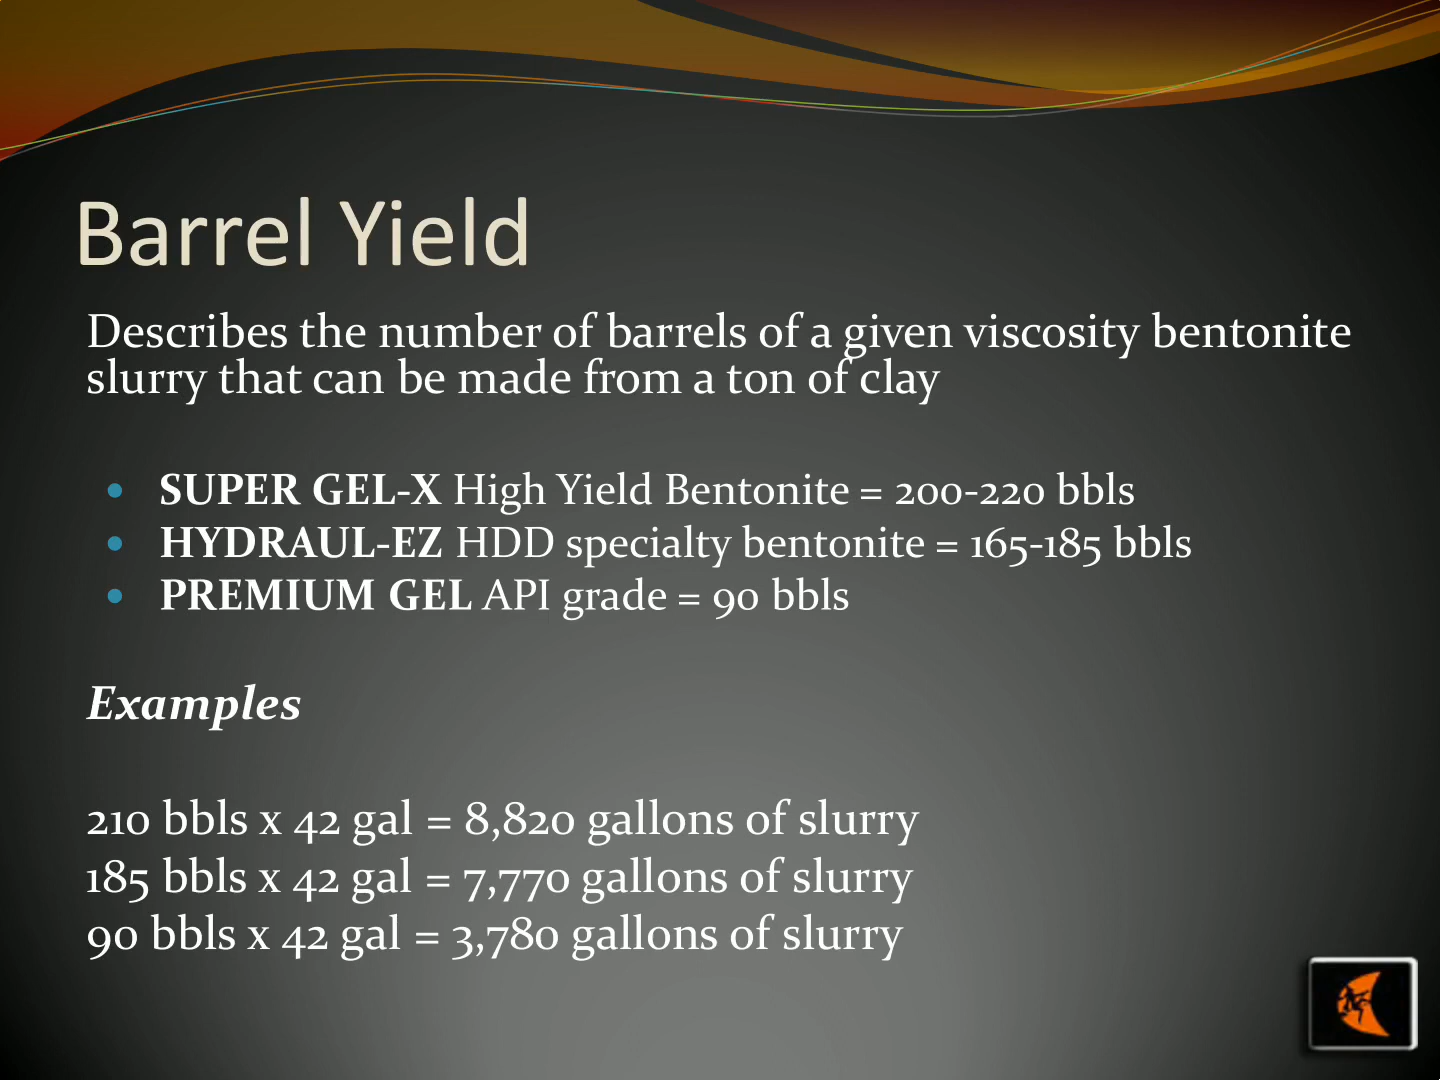 Barrel Yield
Describes the number of barrels of a given viscosity bentonite
slurry that can be made from a ton of clay
• SUPER GEL-X High Yield Bentonite = 200-220 bbls
• HYDRAUL-EZ HDD specialty bentonite = 165-185 bbls
• PREMIUM GEL API grade = 90 bbls
Examples
210 bbls x 42 gal = 8,820 gallons of slurry
185 bbls x 42 gal = 7,770 gallons of slurry
90 bbls x 42 gal = 3,780 gallons of slurry